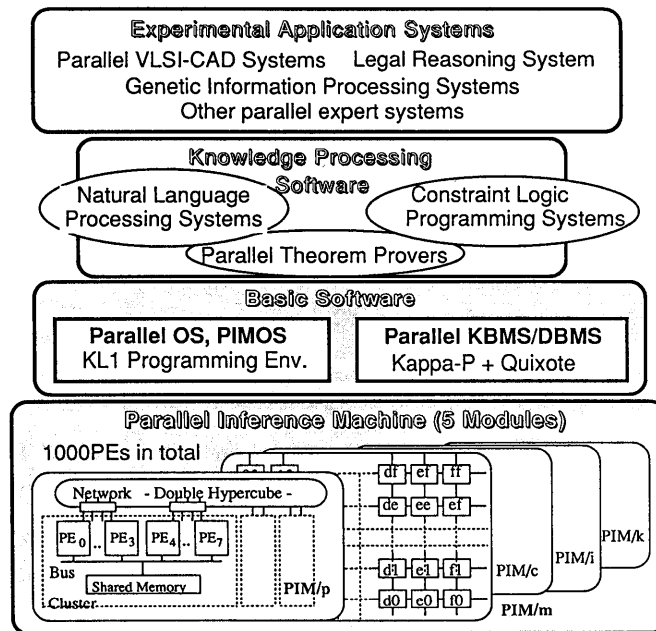 Experimental Application Systems
Parallel VLSI-CAD Systems Legal Reasoning System
Genetic Information Processing Systems
Other parallel expert systems
Knowledge Processing
Software
Natural Language
Processing Systems
Constraint Logic
Programming Systems
Parallel Theorem Provers
Basic Software
Parallel OS, PIMOS
KL1 Programming Env.
Parallel KBMS/DBMS
Kappa-P + Quixote
Parallel Inference Machine (5 Modules)
1000PEs in total
Network - Double Hypercube -
PE0 .. PE3 PE4 .. PE7
Bus
Shared Memory
Cluster
PIM/p
df ef ff
de ee ef
d1 e1 f1
d0 e0 f0
PIM/m
PIM/c
PIM/i
PIM/k